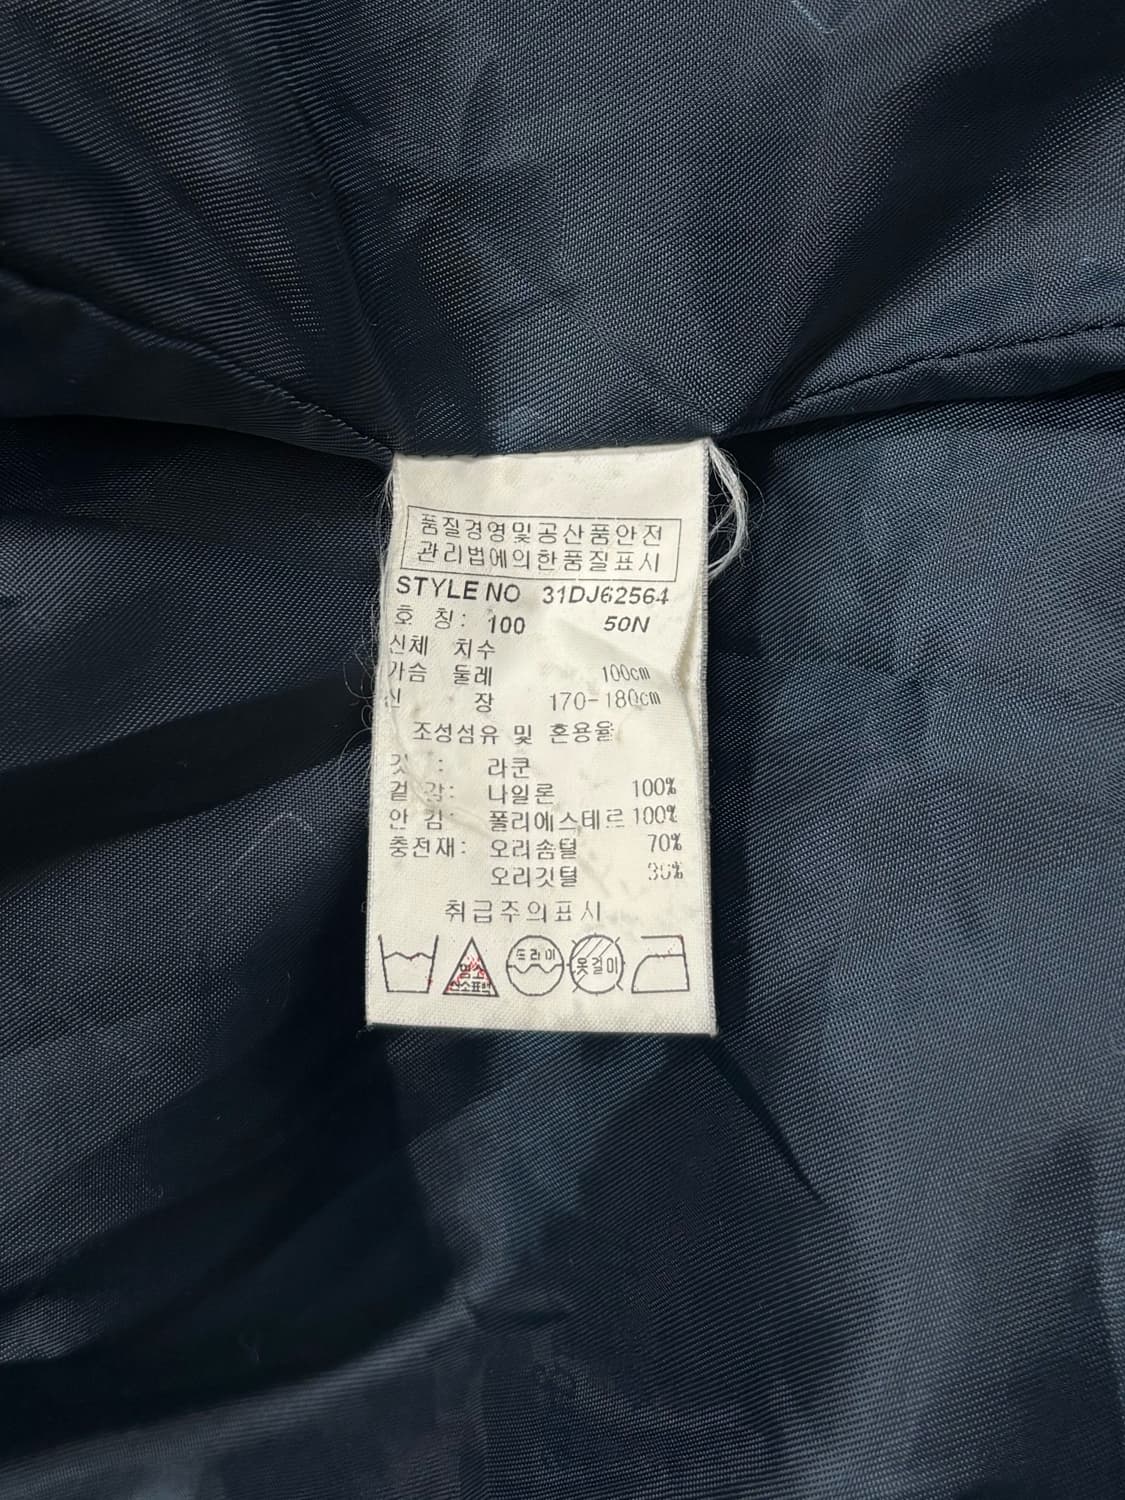 품질경영및공산품안전
관리법에의한품질표시
STYLE NO 31DJ62564
호 칭: 100 50N
신체 치수
가슴 둘레 100cm
신 장 170-180cm
조성섬유 및 혼용율
깃 : 라쿤
겉 감: 나일론 100%
안 감: 폴리에스테르 100%
충전재: 오리솜털 70%
오리깃털
취급주의표시
드라이
옷걸이